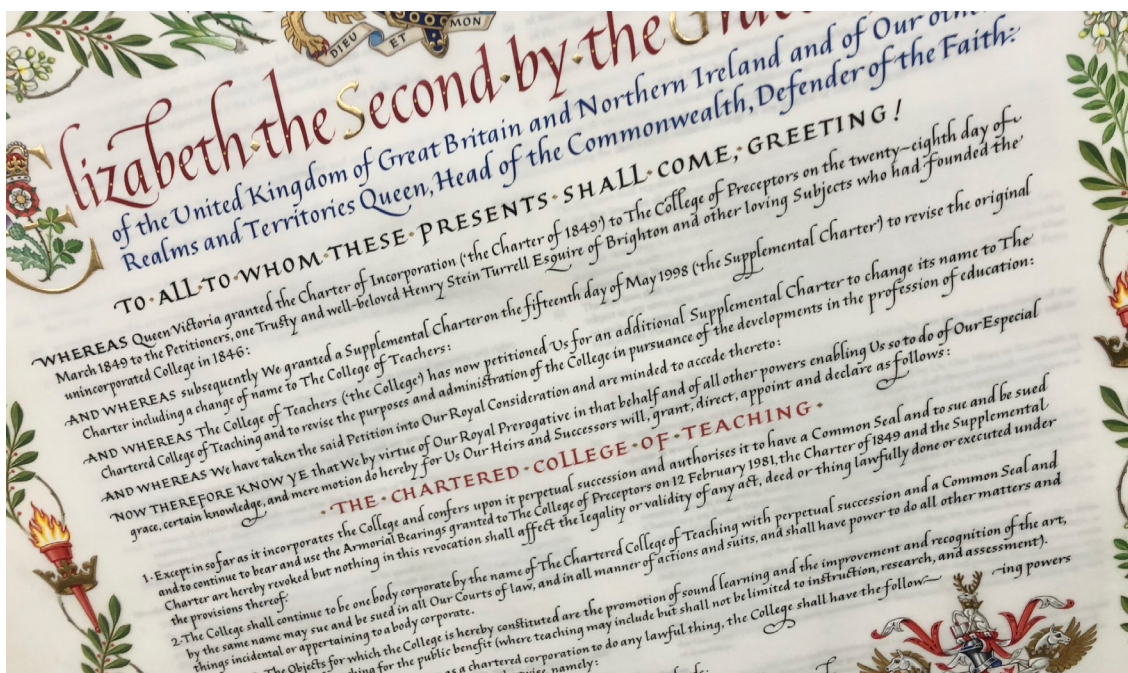 DIEU ET MON
Elizabeth the Second by the Grace
of the United Kingdom of Great Britain and Northern Ireland and of Our other
Realms and Territories Queen, Head of the Commonwealth, Defender of the Faith:
TO ALL TO WHOM THESE PRESENTS SHALL COME, GREETING!
WHEREAS Queen Victoria granted the Charter of Incorporation ('the Charter of 1849') to The College of Preceptors on the twenty-eighth day of
March 1849 to the Petitioners, one Trusty and well-beloved Henry Stein Turrell Esquire of Brighton and other loving Subjects who had founded the
unincorporated College in 1846:
AND WHEREAS subsequently We granted a Supplemental Charter on the fifteenth day of May 1998 ('the Supplemental Charter') to revise the original
Charter including a change of name to The College of Teachers:
AND WHEREAS The College of Teachers ('the College') has now petitioned Us for an additional Supplemental Charter to change its name to The
Chartered College of Teaching and to revise the purposes and administration of the College in pursuance of the developments in the profession of education:
AND WHEREAS We have taken the said Petition into Our Royal Consideration and are minded to accede thereto:
NOW THEREFORE KNOW YE that We by virtue of Our Royal Prerogative in that behalf and of all other powers enabling Us so to do of Our Especial
grace, certain knowledge, and mere motion do hereby for Us Our Heirs and Successors will, grant, direct, appoint and declare as follows:
THE CHARTERED COLLEGE OF TEACHING
1. Except in so far as it incorporates the College and confers upon it perpetual succession and authorises it to have a Common Seal and to sue and be sued
and to continue to bear and use the Armorial Bearings granted to The College of Preceptors on 12 February 1981, the Charter of 1849 and the Supplemental
Charter are hereby revoked but nothing in this revocation shall affect the legality or validity of any act, deed or thing lawfully done or executed under
the provisions thereof:
2. The College shall continue to be one body corporate by the name of The Chartered College of Teaching with perpetual succession and a Common Seal and
by the same name may sue and be sued in all Our Courts of law, and in all manner of actions and suits, and shall have power to do all other matters and
things incidental or appertaining to a body corporate.
The Objects for which the College is hereby constituted are the promotion of sound learning and the improvement and recognition of the art,
for the public benefit (where teaching may include but shall not be limited to instruction, research, and assessment).
as a chartered corporation to do any lawful thing, the College shall have the follow-ing powers
namely: